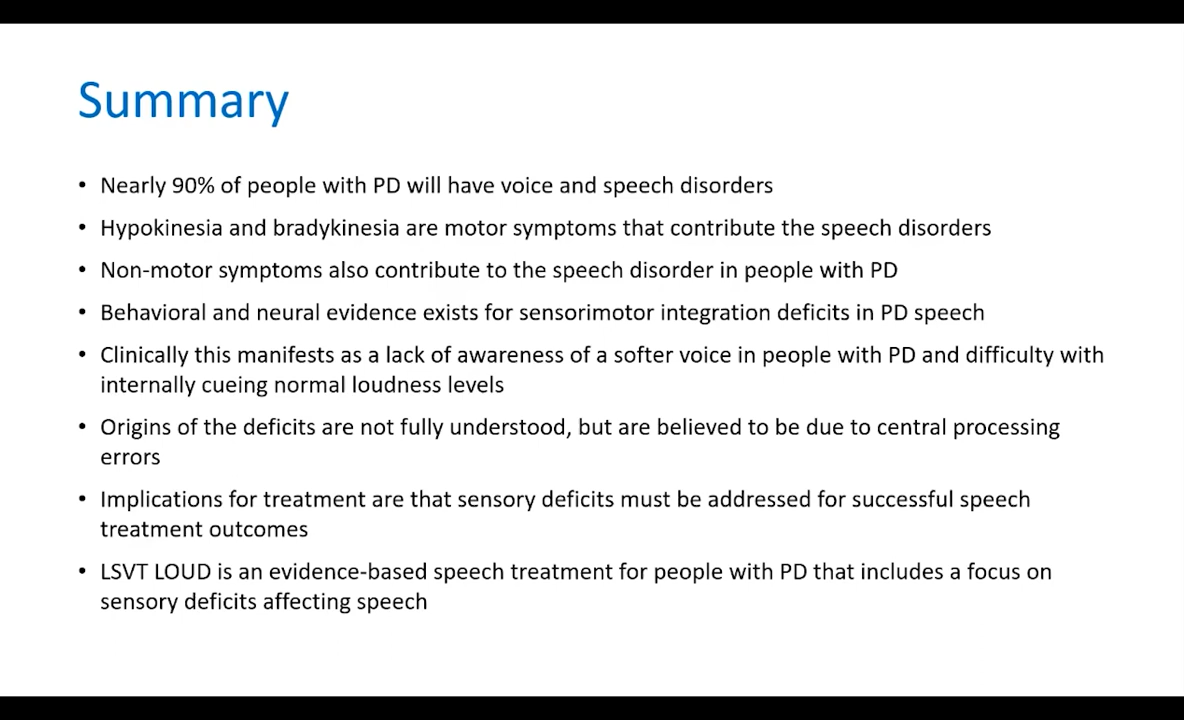 Summary
• Nearly 90% of people with PD will have voice and speech disorders
• Hypokinesia and bradykinesia are motor symptoms that contribute the speech disorders
• Non-motor symptoms also contribute to the speech disorder in people with PD
• Behavioral and neural evidence exists for sensorimotor integration deficits in PD speech
• Clinically this manifests as a lack of awareness of a softer voice in people with PD and difficulty with
internally cueing normal loudness levels
• Origins of the deficits are not fully understood, but are believed to be due to central processing
errors
• Implications for treatment are that sensory deficits must be addressed for successful speech
treatment outcomes
• LSVT LOUD is an evidence-based speech treatment for people with PD that includes a focus on
sensory deficits affecting speech